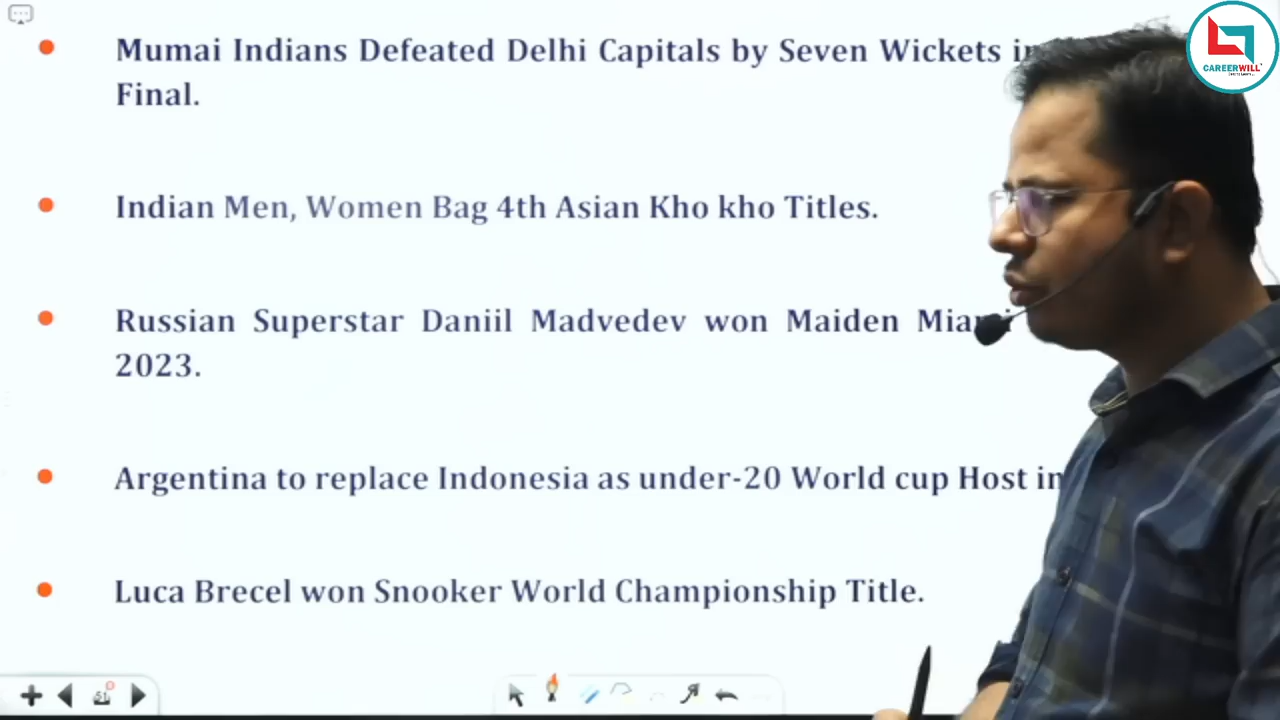 Mumai Indians Defeated Delhi Capitals by Seven Wickets in
Final.
Indian Men, Women Bag 4th Asian Kho kho Titles.
Russian Superstar Daniil Madvedev won Maiden Miami
2023.
Argentina to replace Indonesia as under-20 World cup Host in
Luca Brecel won Snooker World Championship Title.
CAREERWILL
51